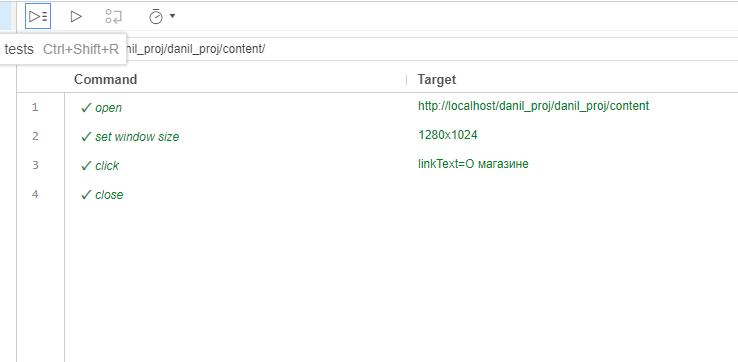 tests Ctrl+Shift+R
nil_proj/danil_proj/content/
Command Target
1 ✓ open http://localhost/danil_proj/danil_proj/content
2 ✓ set window size 1280x1024
3 ✓ click linkText=О магазине
4 ✓ close